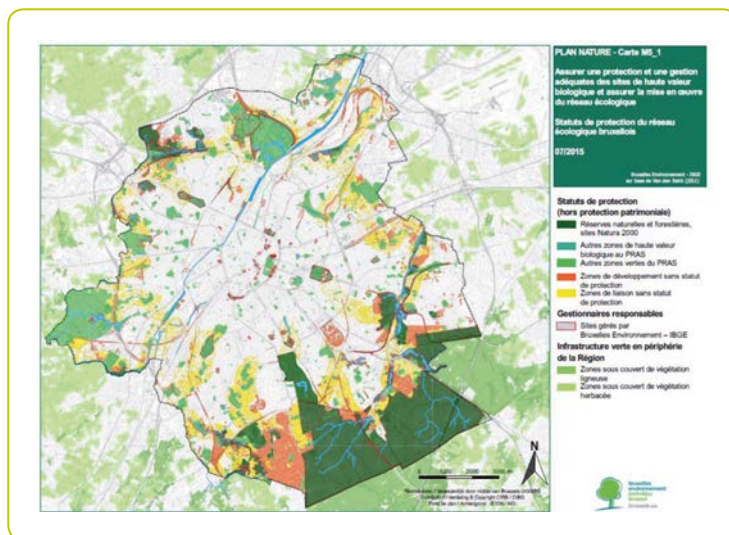 PLAN NATURE - Carte M5_1
Assurer une protection et une gestion
adéquates des sites de haute valeur
biologique et assurer la mise en œuvre
du réseau écologique
Statuts de protection du réseau
écologique bruxellois
07/2015
Bruxelles Environnement - IBGE
Statuts de protection
(hors protection patrimoniale)
Réserves naturelles et forestières,
sites Natura 2000
Autres zones de haute valeur
biologique au PRAS
Autres zones vertes du PRAS
Zones de développement sans statut
de protection
Zones de liaison sans statut
de protection
Gestionnaires responsables
Sites gérés par
Bruxelles Environnement – IBGE
Infrastructure verte en périphérie
de la Région
Zones sous couvert de végétation
ligneuse
Zones sous couvert de végétation
herbacée
N
0
bruxelles
environnement